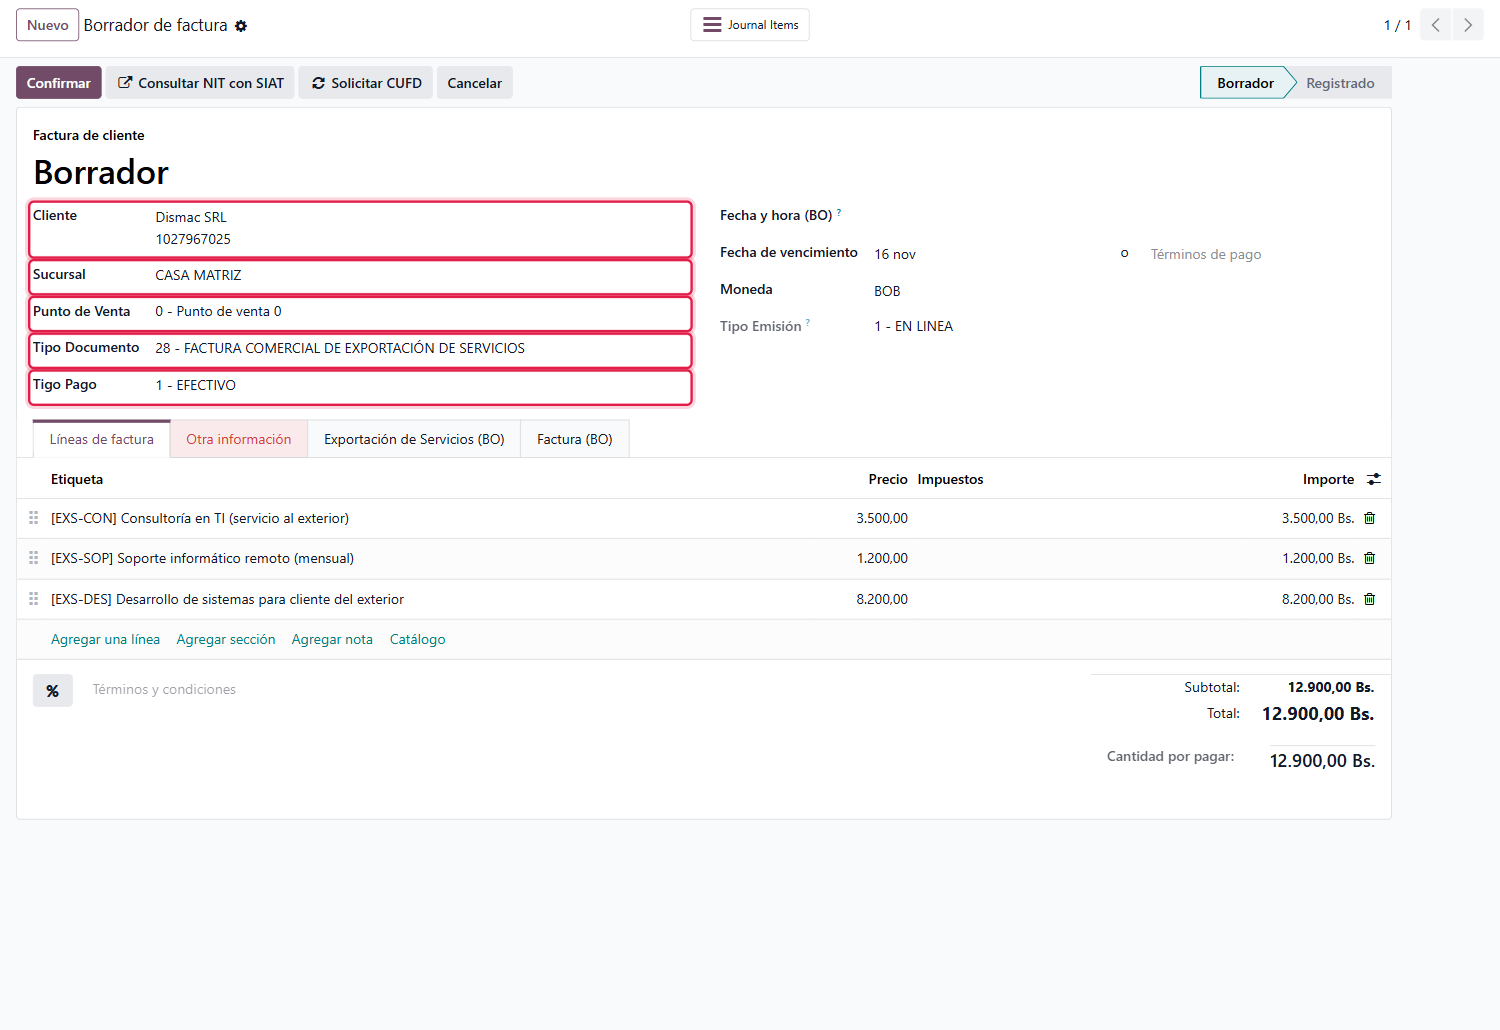 Nuevo
Borrador de factura
Journal Items
1 / 1
Confirmar
Consultar NIT con SIAT
Solicitar CUFD
Cancelar
Borrador
Registrado
Factura de cliente
Borrador
Cliente
Dismac SRL
1027967025
Sucursal
CASA MATRIZ
Punto de Venta
0 - Punto de venta 0
Tipo Documento
28 - FACTURA COMERCIAL DE EXPORTACIÓN DE SERVICIOS
Tigo Pago
1 - EFECTIVO
Fecha y hora (BO) ?
Fecha de vencimiento
16 nov
o
Términos de pago
Moneda
BOB
Tipo Emisión ?
1 - EN LINEA
Líneas de factura
Otra información
Exportación de Servicios (BO)
Factura (BO)
Etiqueta Precio Impuestos Importe
[EXS-CON] Consultoría en TI (servicio al exterior) 3.500,00 3.500,00 Bs.
[EXS-SOP] Soporte informático remoto (mensual) 1.200,00 1.200,00 Bs.
[EXS-DES] Desarrollo de sistemas para cliente del exterior 8.200,00 8.200,00 Bs.
Agregar una línea Agregar sección Agregar nota Catálogo
%
Términos y condiciones
Subtotal: 12.900,00 Bs.
Total: 12.900,00 Bs.
Cantidad por pagar: 12.900,00 Bs.